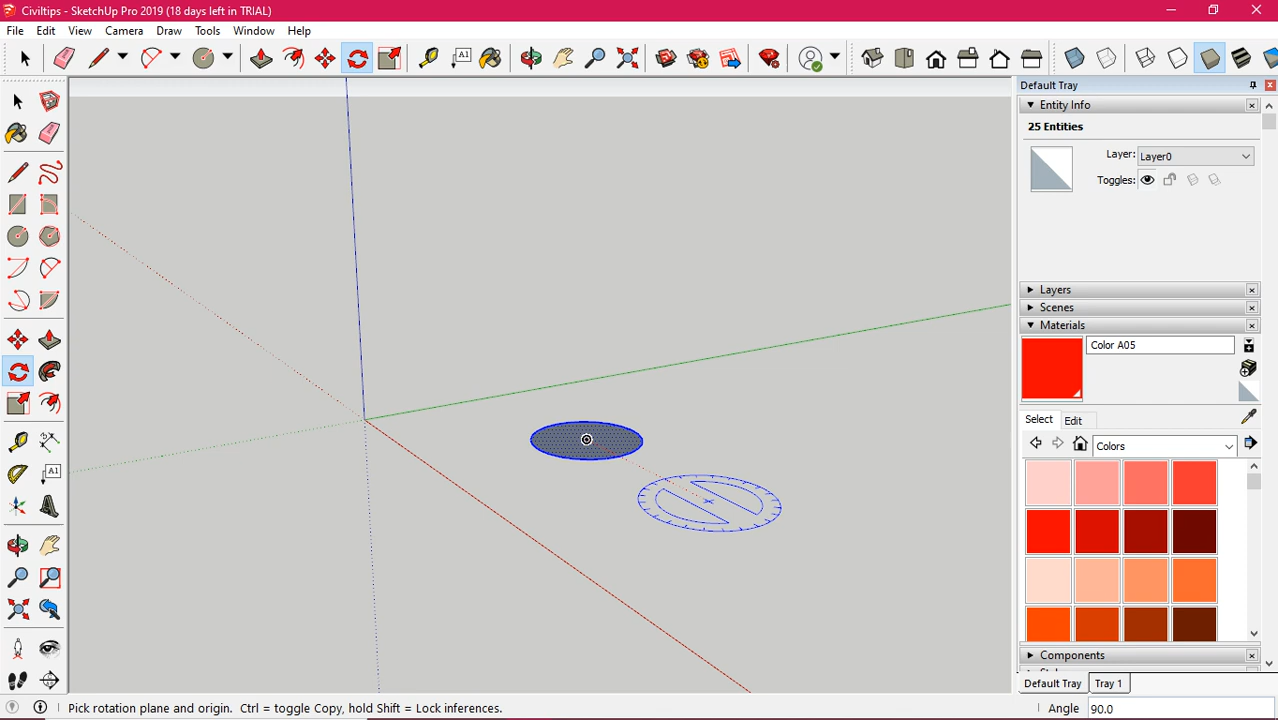 Civiltips - SketchUp Pro 2019 (18 days left in TRIAL)
File Edit View Camera Draw Tools Window Help
A1
Default Tray
Entity Info
25 Entities
Layer: Layer0
Toggles:
Layers
Scenes
Materials
Color A05
Select Edit
Colors
A1
Components
Default Tray Tray 1
Pick rotation plane and origin. Ctrl = toggle Copy, hold Shift = Lock inferences.
Angle 90.0